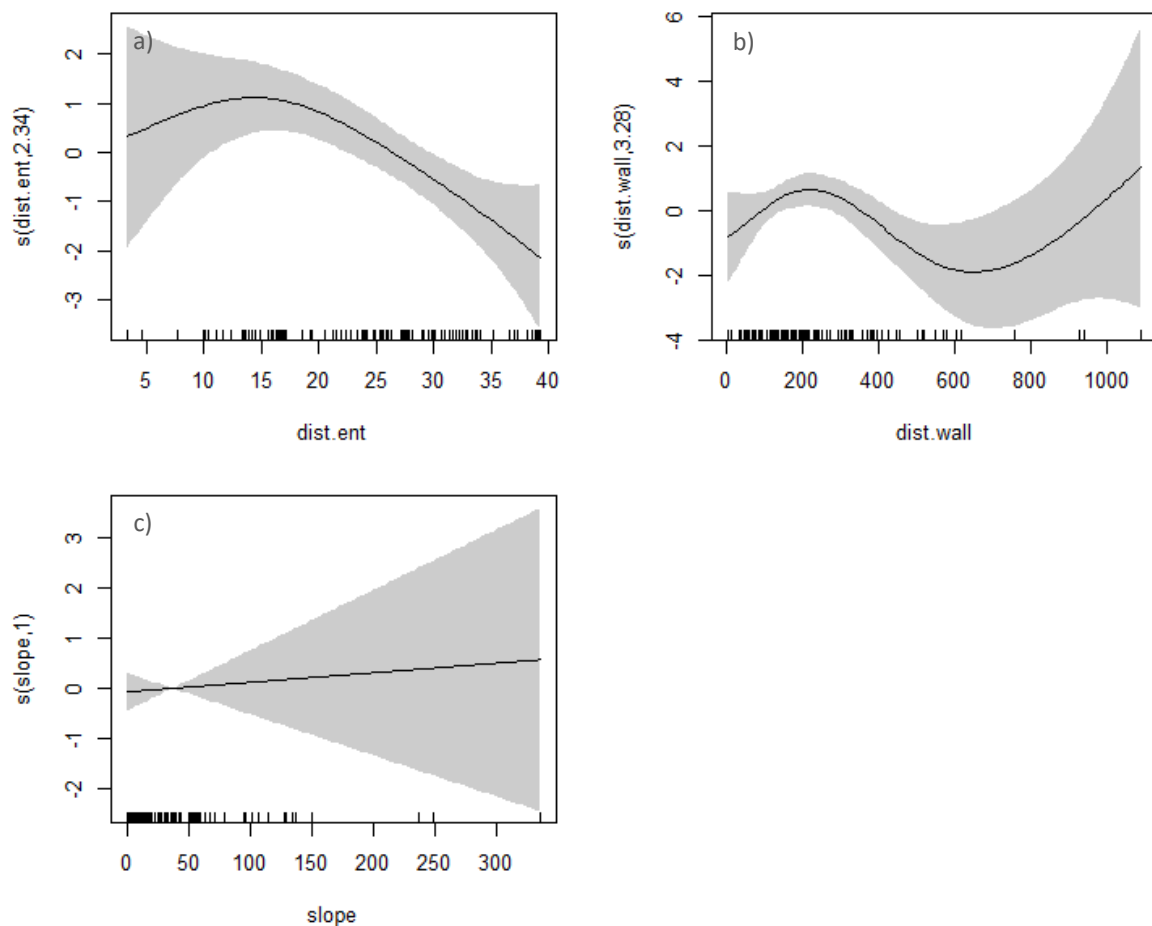 a)
s(dist.ent,2.34)
2
1
0
-1
-2
-3
5 10 15 20 25 30 35 40
dist.ent
b)
s(dist.wall,3.28)
6
4
2
0
-2
-4
0 200 400 600 800 1000
dist.wall
c)
s(slope,1)
3
2
1
0
-1
-2
0 50 100 150 200 250 300
slope